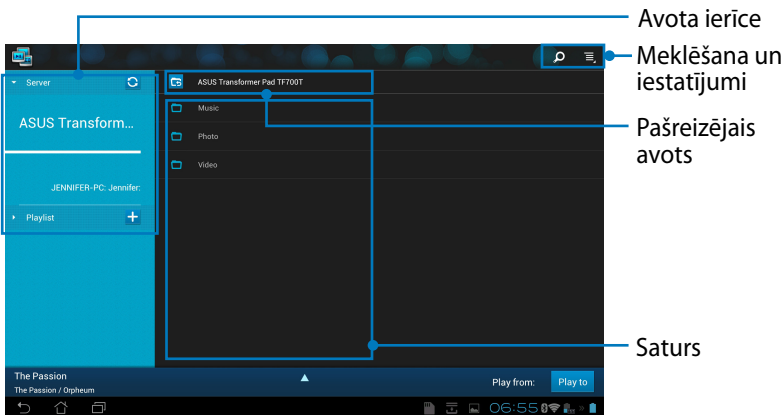 Avota ierīce
Meklēšana un
iestatījumi
Server
ASUS Transformer Pad TF700T
Music
ASUS Transform...
Photo
Pašreizējais
avots
Video
JENNIFER-PC: Jennifer:
Playlist
Saturs
The Passion
The Passion / Orpheum
Play from:
Play to
06:55